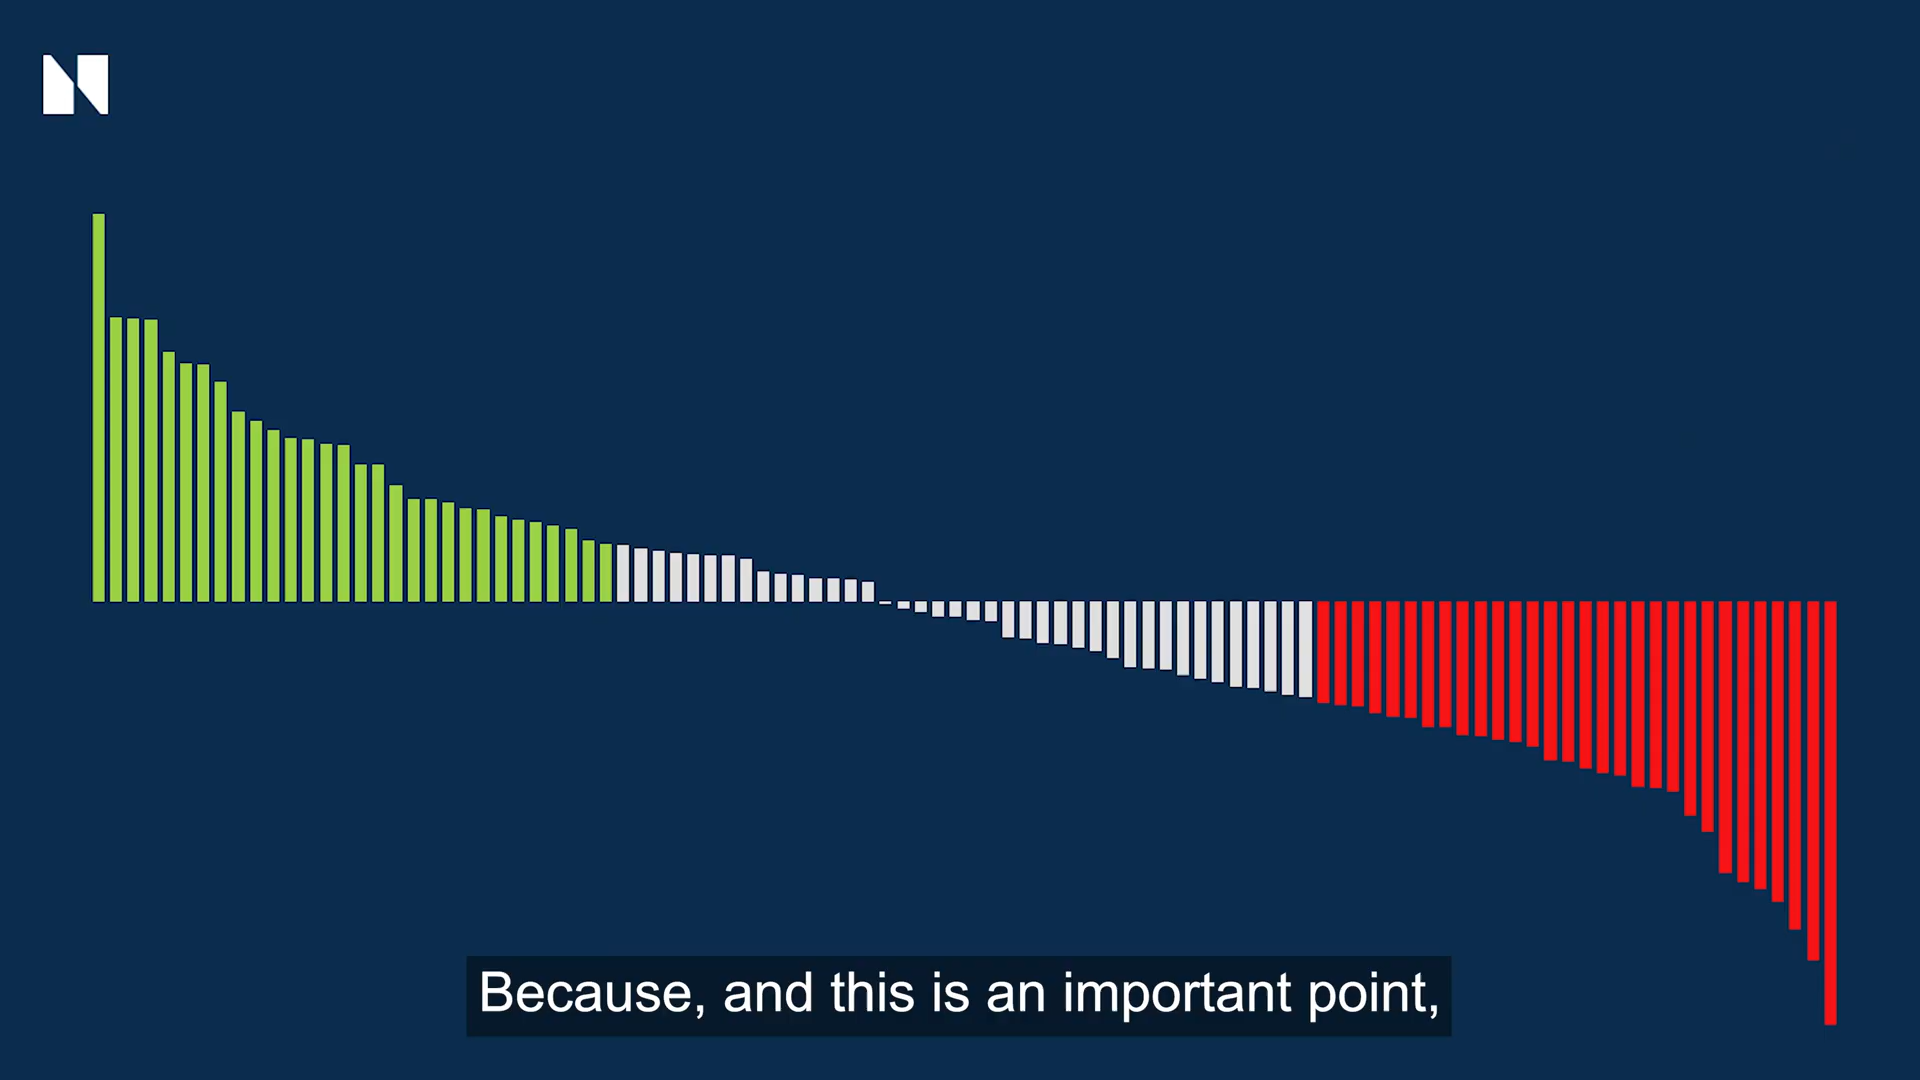 N
Because, and this is an important point,